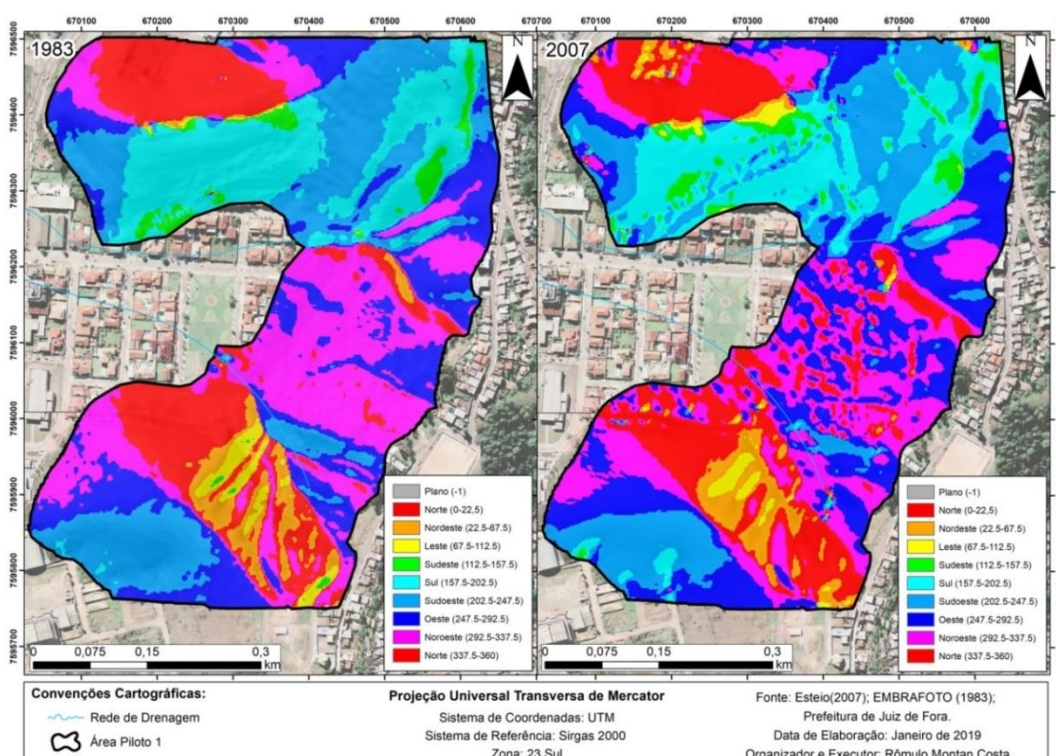 670100 670200 670300 670400 670500 670600 670700 670100 670200 670300 670400 670500 670600
7596500
7596400
7596300
7596200
7596100
7596000
7595900
7595800
7595700
1983
N
Plano (-1)
Norte (0-22,5)
Nordeste (22.5-67.5)
Leste (67.5-112.5)
Sudeste (112.5-157.5)
Sul (157.5-202.5)
Sudoeste (202.5-247.5)
Oeste (247.5-292.5)
Noroeste (292.5-337.5)
Norte (337.5-360)
0 0,075 0,15 0,3
km
2007
N
Plano (-1)
Norte (0-22,5)
Nordeste (22.5-67.5)
Leste (67.5-112.5)
Sudeste (112.5-157.5)
Sul (157.5-202.5)
Sudoeste (202.5-247.5)
Oeste (247.5-292.5)
Noroeste (292.5-337.5)
Norte (337.5-360)
0 0,075 0,15 0,3
km
Convenções Cartográficas:
Rede de Drenagem
Área Piloto 1
Projeção Universal Transversa de Mercator
Sistema de Coordenadas: UTM
Sistema de Referência: Sirgas 2000
Zona: 23 Sul
Fonte: Esteio(2007); EMBRAFOTO (1983);
Prefeitura de Juiz de Fora.
Data de Elaboração: Janeiro de 2019
Organizador e Executor: Rômulo Montan Costa